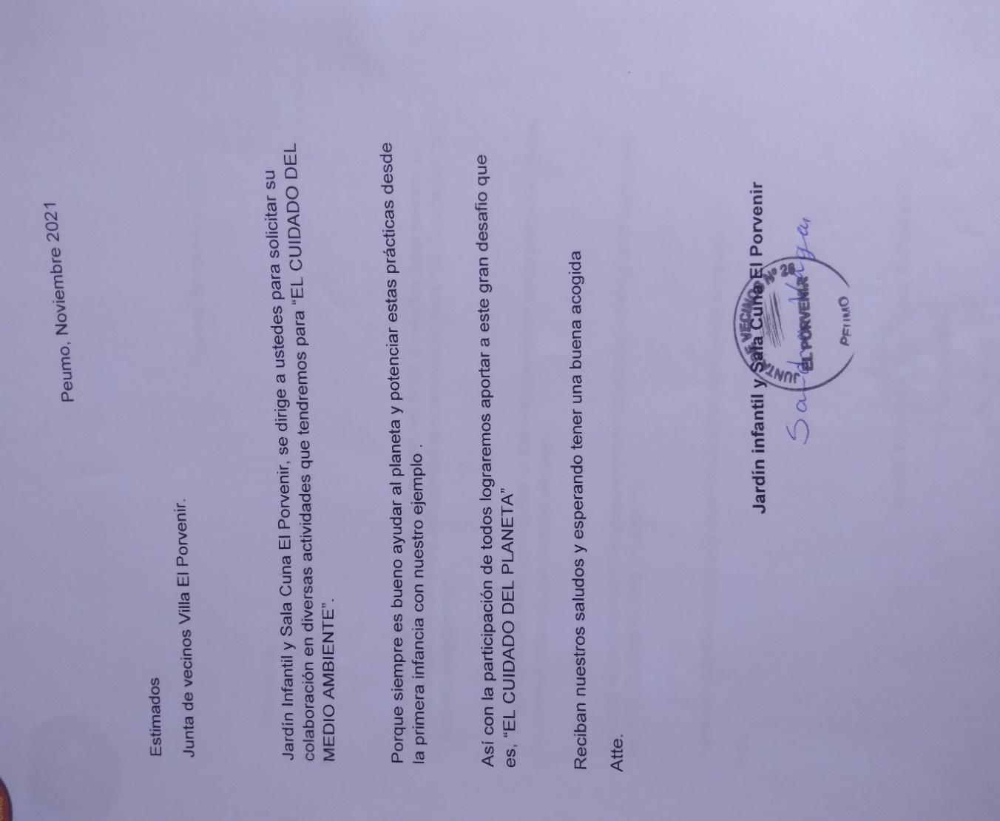 Peumo, Noviembre 2021
Estimados
Junta de vecinos Villa El Porvenir.
Jardín Infantil y Sala Cuna El Porvenir, se dirige a ustedes para solicitar su
colaboración en diversas actividades que tendremos para “EL CUIDADO DEL
MEDIO AMBIENTE”.
Porque siempre es bueno ayudar al planeta y potenciar estas prácticas desde
la primera infancia con nuestro ejemplo .
Así con la participación de todos lograremos aportar a este gran desafio que
es, “EL CUIDADO DEL PLANETA”
Reciban nuestros saludos y esperando tener una buena acogida
Atte.
Jardín infantil y Sala Cuna El Porvenir
JUNTA DE VECINOS Nº 28
EL PORVENIR
PEUMO